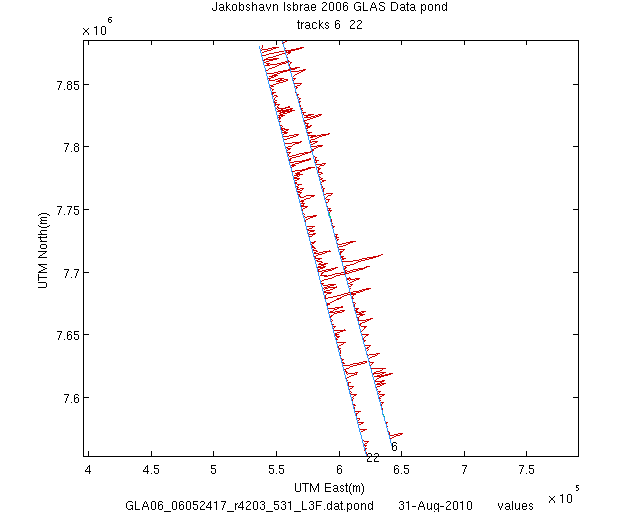 Jakobshavn Isbrae 2006 GLAS Data pond
tracks 6 22
x 10 6
7.85
7.8
7.75
7.7
7.65
7.6
UTM North(m)
6
22
4 4.5 5 5.5 6 6.5 7 7.5
UTM East(m)
x 10 5
GLA06_06052417_r4203_531_L3F.dat.pond 31-Aug-2010 values